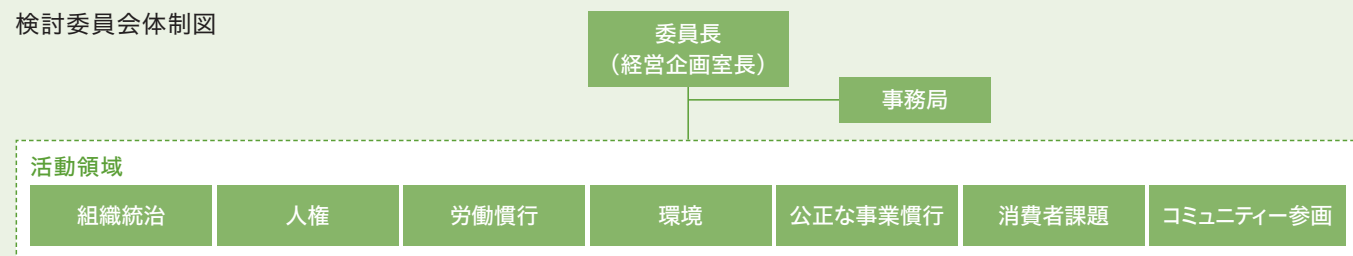 検討委員会体制図
委員長
（経営企画室長）
事務局
活動領域
組織統治
人権
労働慣行
環境
公正な事業慣行
消費者課題
コミュニティー参画